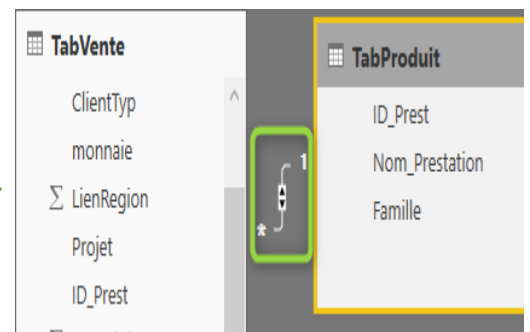 TabVente
ClientTyp
monnaie
Σ LienRegion
Projet
ID_Prest
TabProduit
ID_Prest
Nom_Prestation
Famille
1
*